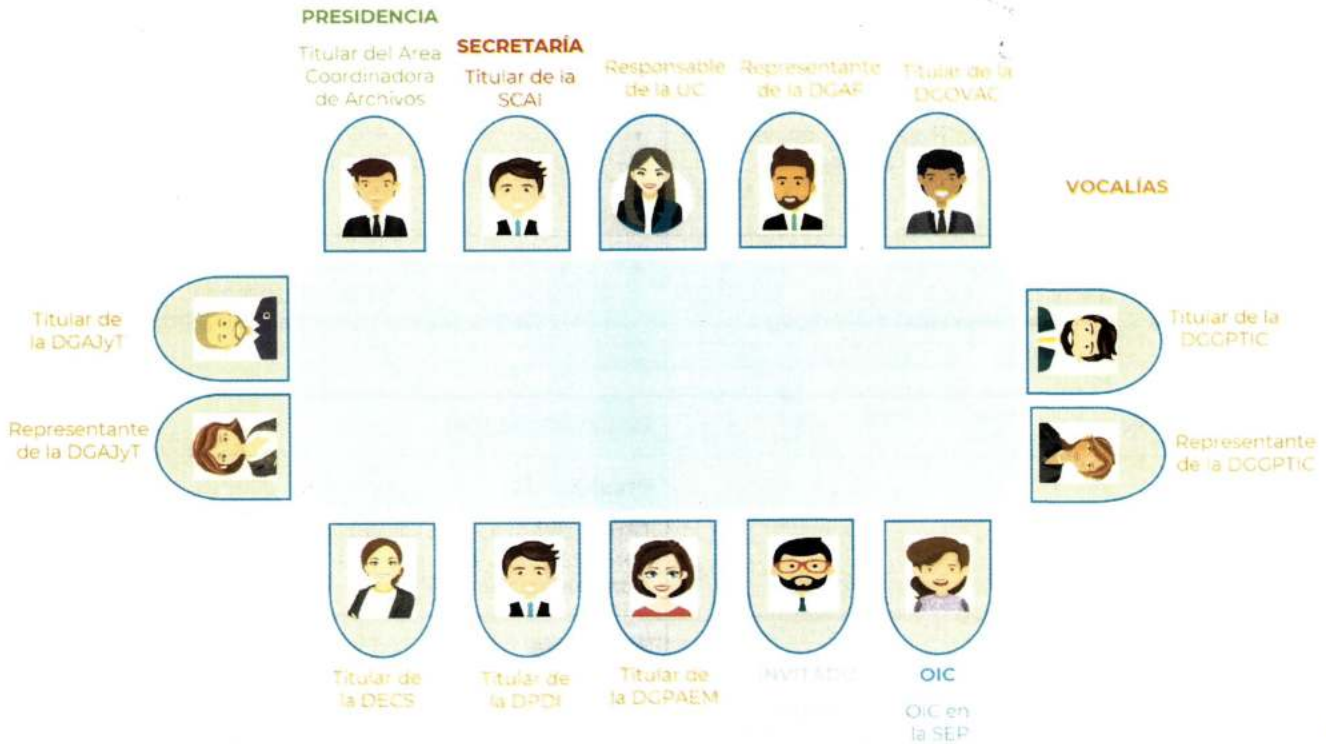 PRESIDENCIA
Titular del Area
Coordinadora
de Archivos
SECRETARÍA
Titular de la
SCAI
Responsable
de la UC
Representante
de la DGAF
Titular de la
DGOVAC
VOCALÍAS
Titular de
la DGAJyT
Representante
de la DGAJyT
Titular de la
DGGPTIC
Representante
de la DGGPTIC
Titular de
la DECS
Titular de
la DPDI
Titular de
la DGPAEM
INVITADO
OIC
OIC en
la SEP